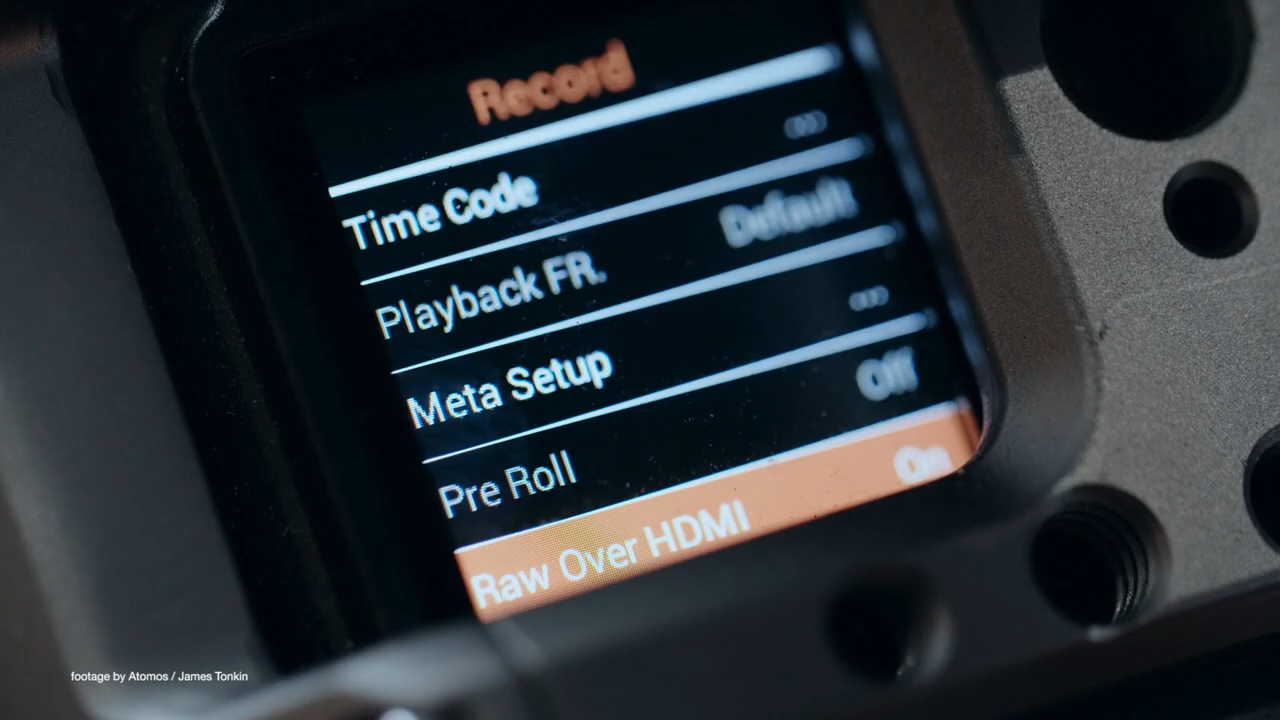 Record
Time Code
Playback FR. Default
Meta Setup
Pre Roll Off
Raw Over HDMI On
footage by Atomos / James Tonkin